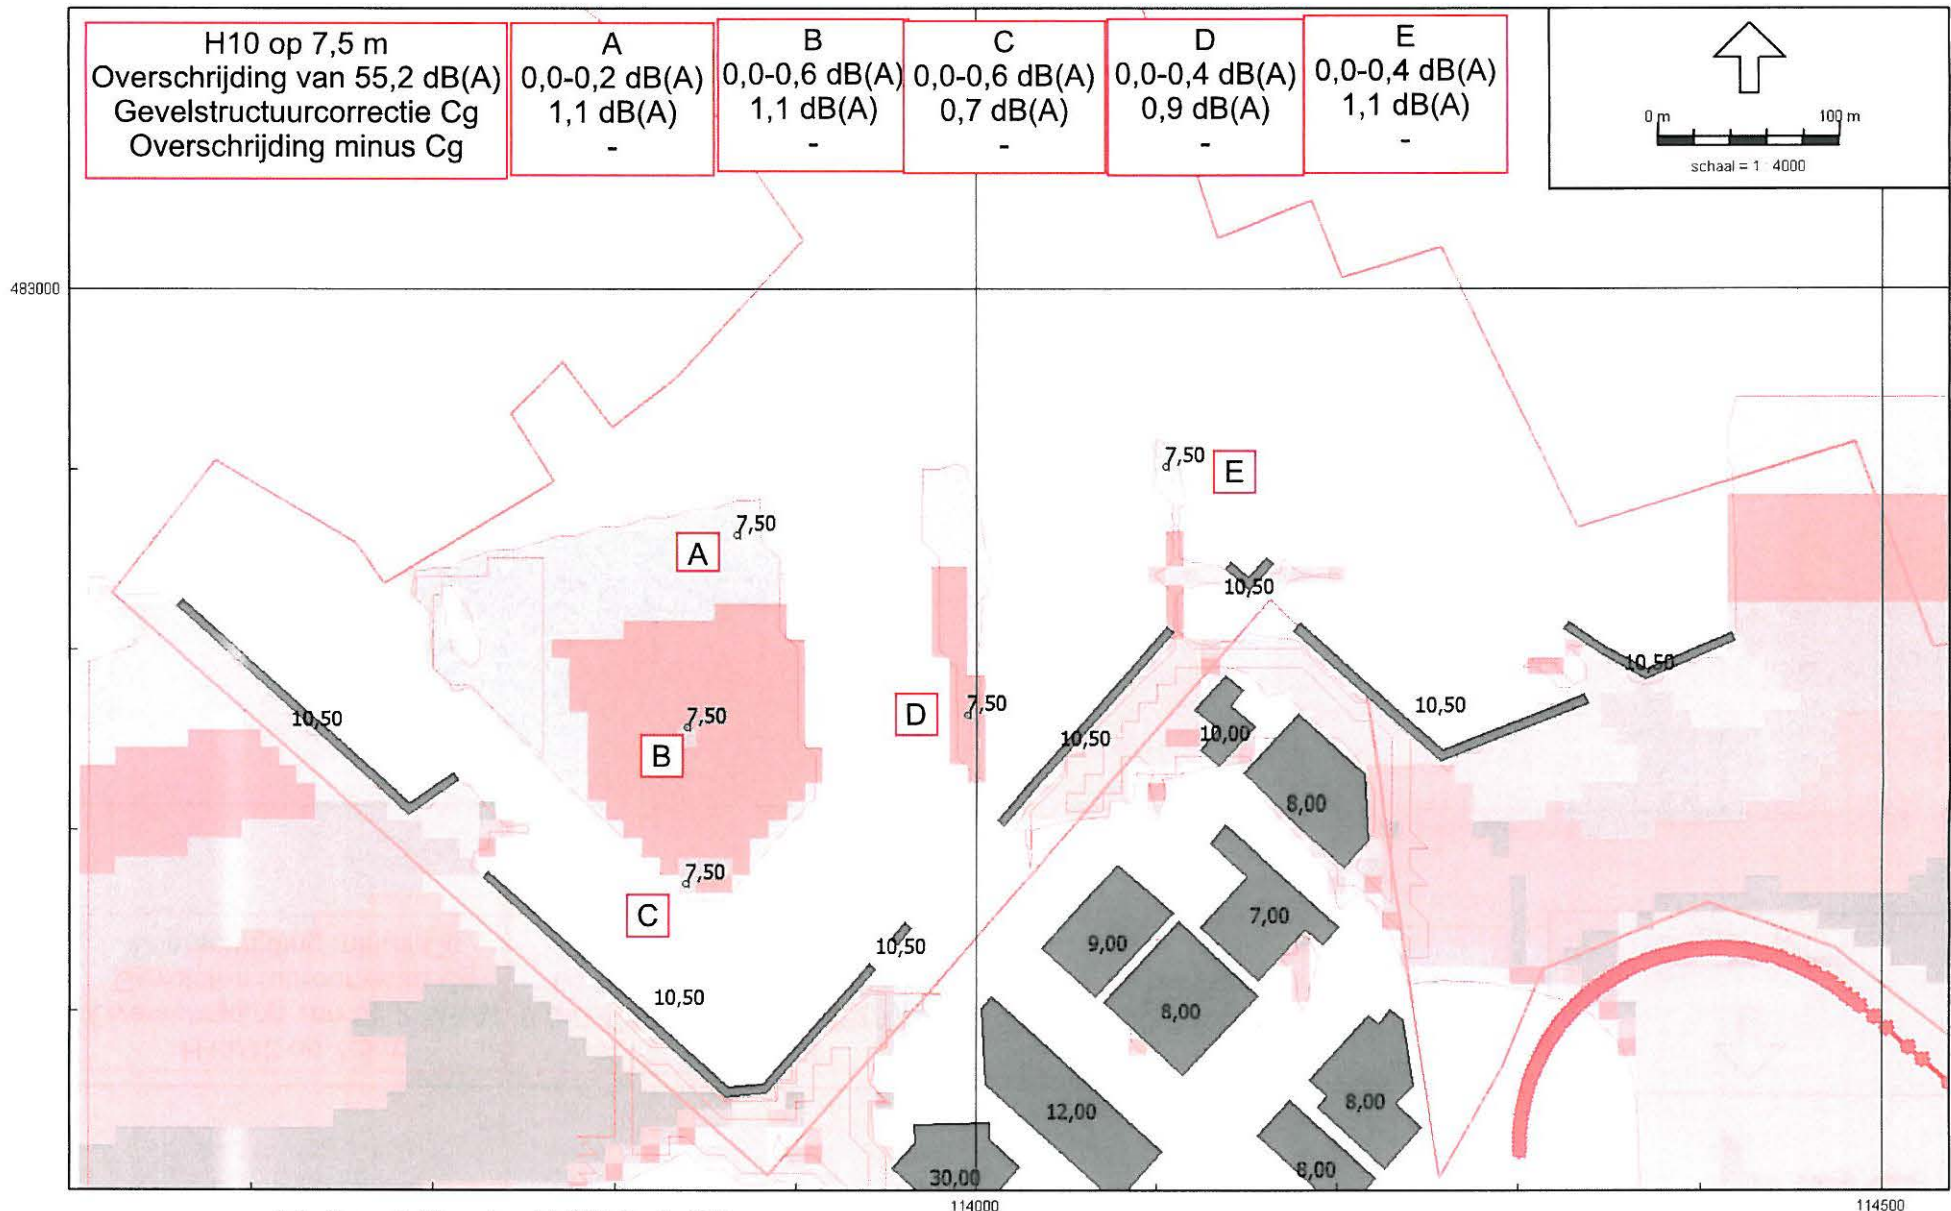 H10 op 7,5 m
Overschrijding van 55,2 dB(A)
Gevelstructuurcorrectie Cg
Overschrijding minus Cg
A
0,0-0,2 dB(A)
1,1 dB(A)
-
B
0,0-0,6 dB(A)
1,1 dB(A)
-
C
0,0-0,6 dB(A)
0,7 dB(A)
-
D
0,0-0,4 dB(A)
0,9 dB(A)
-
E
0,0-0,4 dB(A)
1,1 dB(A)
-
0 m 100 m
schaal = 1 : 4000
483000
7,50
E
7,50
A
10,50
10,50
10,50
10,50
7,50
D
7,50
B
10,50
10,00
8,00
7,50
C
7,00
9,00
10,50
10,50
8,00
12,00
8,00
8,00
30,00
114000
114500